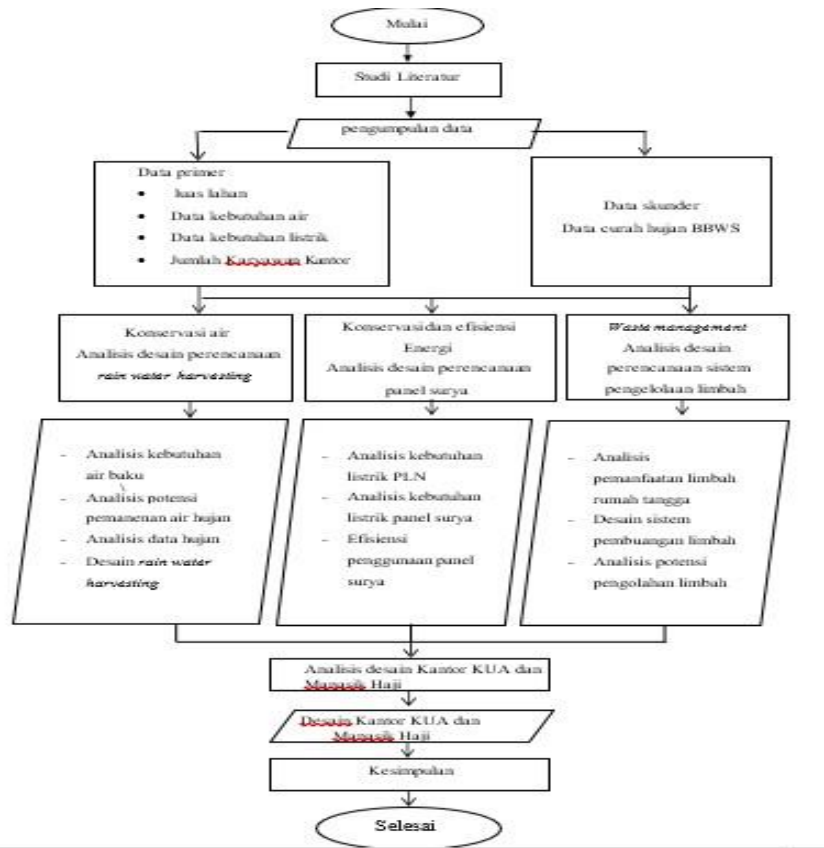 Mulai
Studi Literatur
pengumpulan data
Data primer
• luas lahan
• Data kebutuhan air
• Data kebutuhan listrik
• Jumlah Karyawan Kantor
Data skunder
Data curah hujan BBWS
Konservasi air
Analisis desain perencanaan
rain water harvesting
Konservasidan efisiensi
Energi
Analisis desain perencanaan
panel surya
Waste management
Analisis desain
perencanaan sistem
pengelolaan limbah
- Analisis kebutuhan
air baku
\
- Analisis potensi
pemanenan air hujan
- Analisis data hujan
- Desain rain water
harvesting
- Analisis kebutuhan
listrik PLN
- Analisis kebutuhan
listrik panel surya
- Efisiensi
penggunaan panel
surya
- Analisis
pemanfaatan limbah
rumah tangga
- Desain sistem
pembuangan limbah
- Analisis potensi
pengolahan limbah
Analisis desain Kantor KUA dan
Manasik Haji
Desain Kantor KUA dan
Manasik Haji
Kesimpulan
Selesai